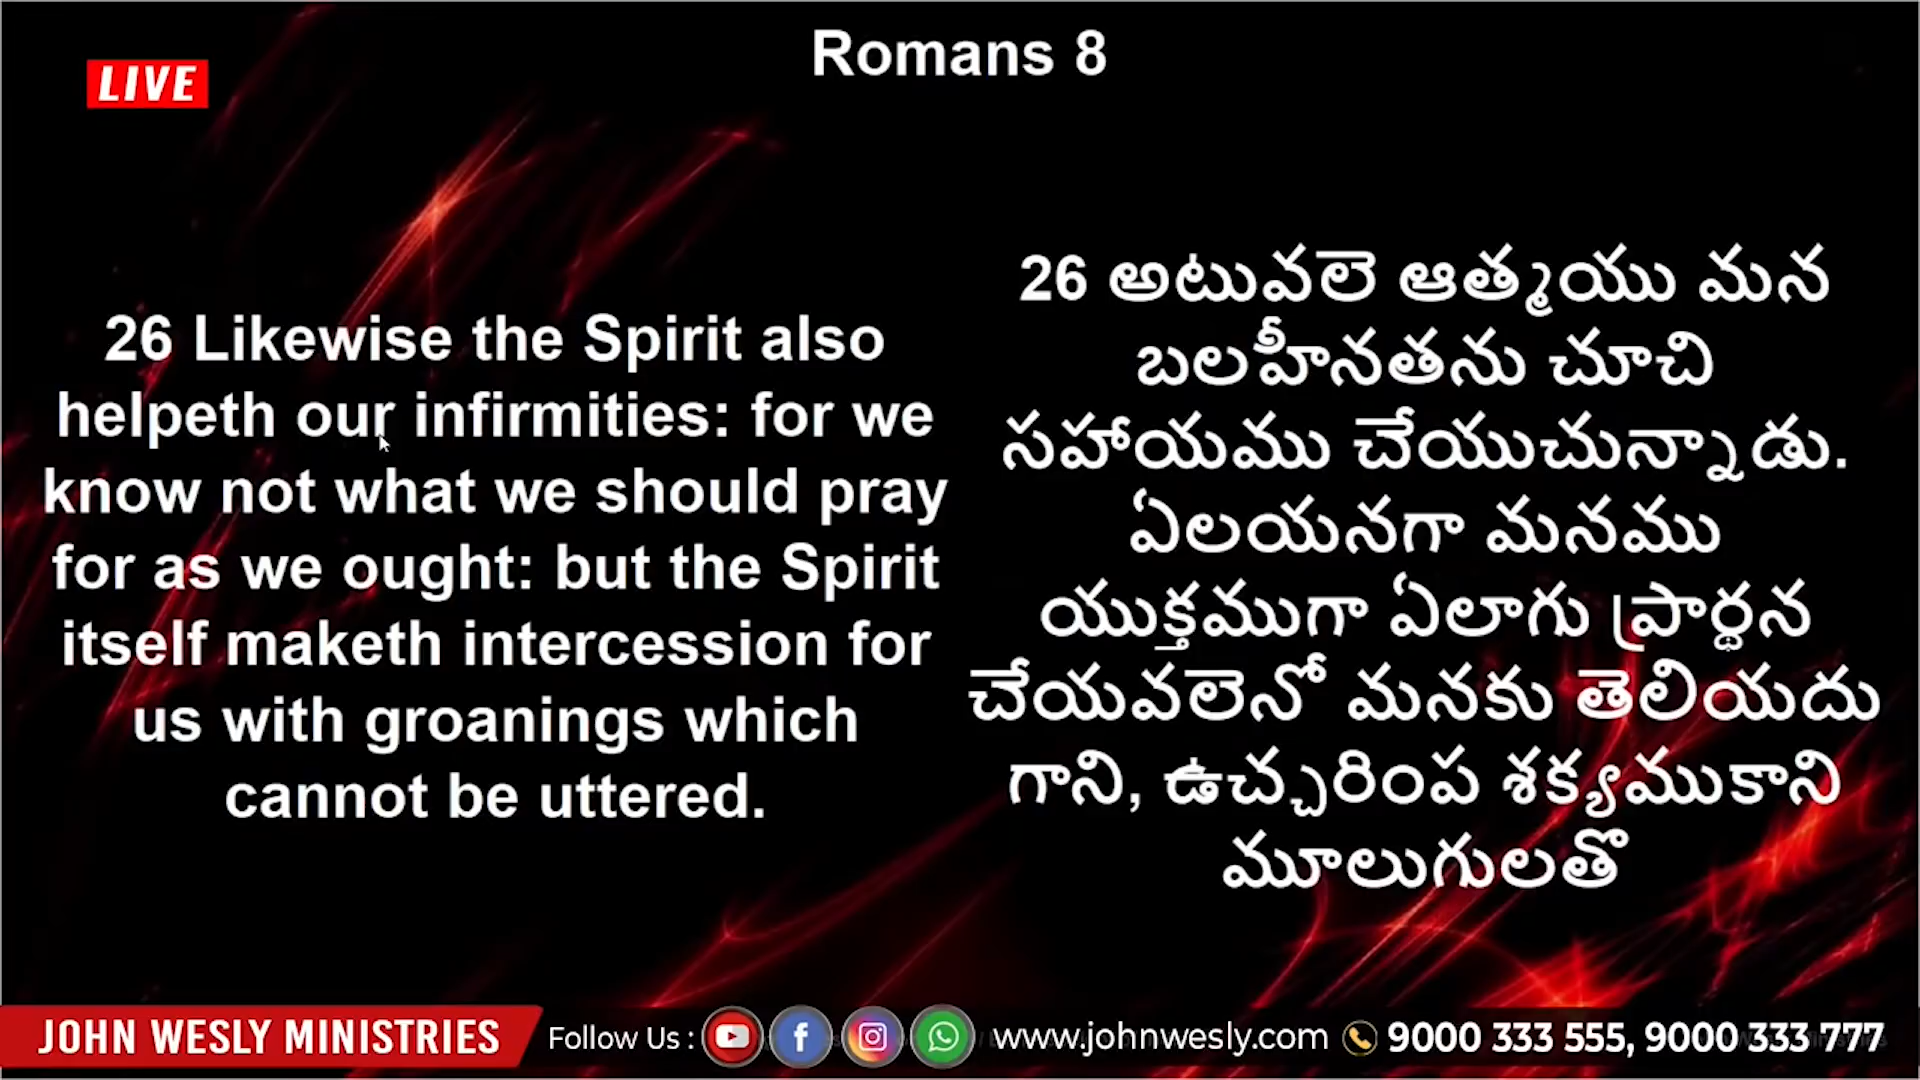 Romans 8
LIVE
26 Likewise the Spirit also
helpeth our infirmities: for we
know not what we should pray
for as we ought: but the Spirit
itself maketh intercession for
us with groanings which
cannot be uttered.
26 అటువలె ఆత్మయు మన
బలహీనతను చూచి
సహాయము చేయుచున్నాడు.
ఏలయనగా మనము
యుక్తముగా ఏలాగు ప్రార్థన
చేయవలెనో మనకు తెలియదు
గాని, ఉచ్చరింప శక్యముకాని
మూలుగులతొ
JOHN WESLY MINISTRIES
Follow Us :
www.johnwesly.com
9000 333 555, 9000 333 777